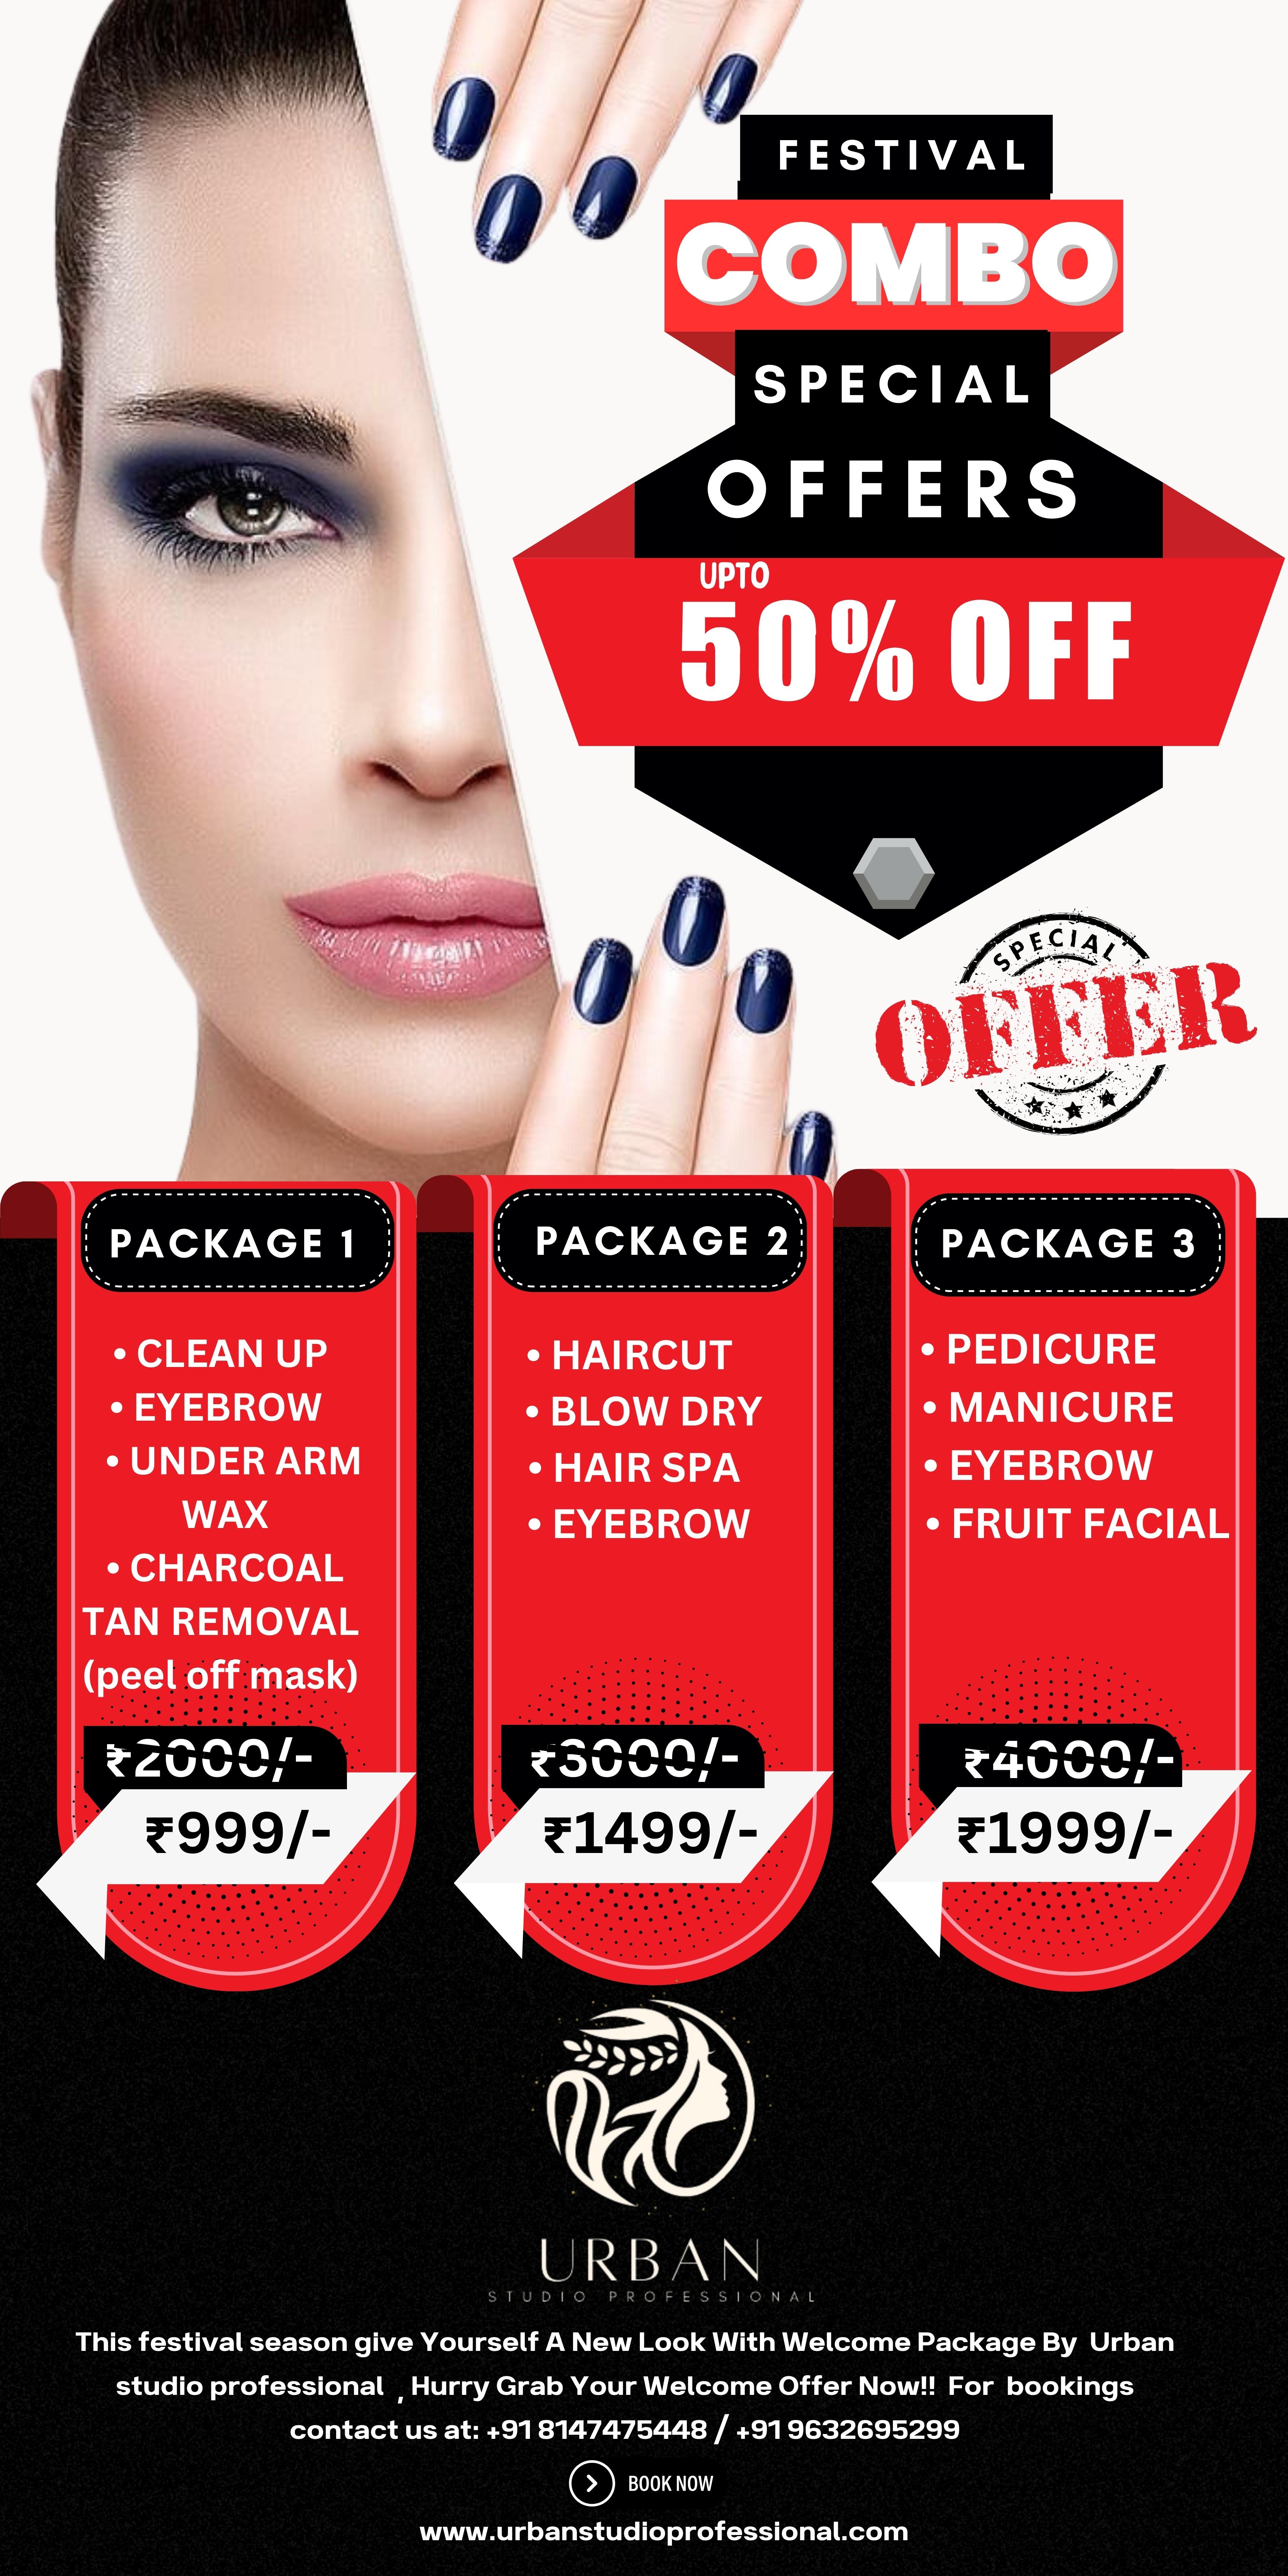 FESTIVAL
COMBO
SPECIAL
OFFERS
UPTO
50% OFF
SPECIAL
OFFER
PACKAGE 1
• CLEAN UP
• EYEBROW
• UNDER ARM
WAX
• CHARCOAL
TAN REMOVAL
(peel off mask)
₹2000/-
₹999/-
PACKAGE 2
• HAIRCUT
• BLOW DRY
• HAIR SPA
• EYEBROW
₹1499/-
PACKAGE 3
• PEDICURE
• MANICURE
• EYEBROW
• FRUIT FACIAL
₹4000/-
₹1999/-
URBAN
STUDIO PROFESSIONAL
This festival season give Yourself A New Look With Welcome Package By Urban
studio professional , Hurry Grab Your Welcome Offer Now!! For bookings
contact us at: +91 8147475448 / +91 9632695299
BOOK NOW
www.urbanstudioprofessional.com